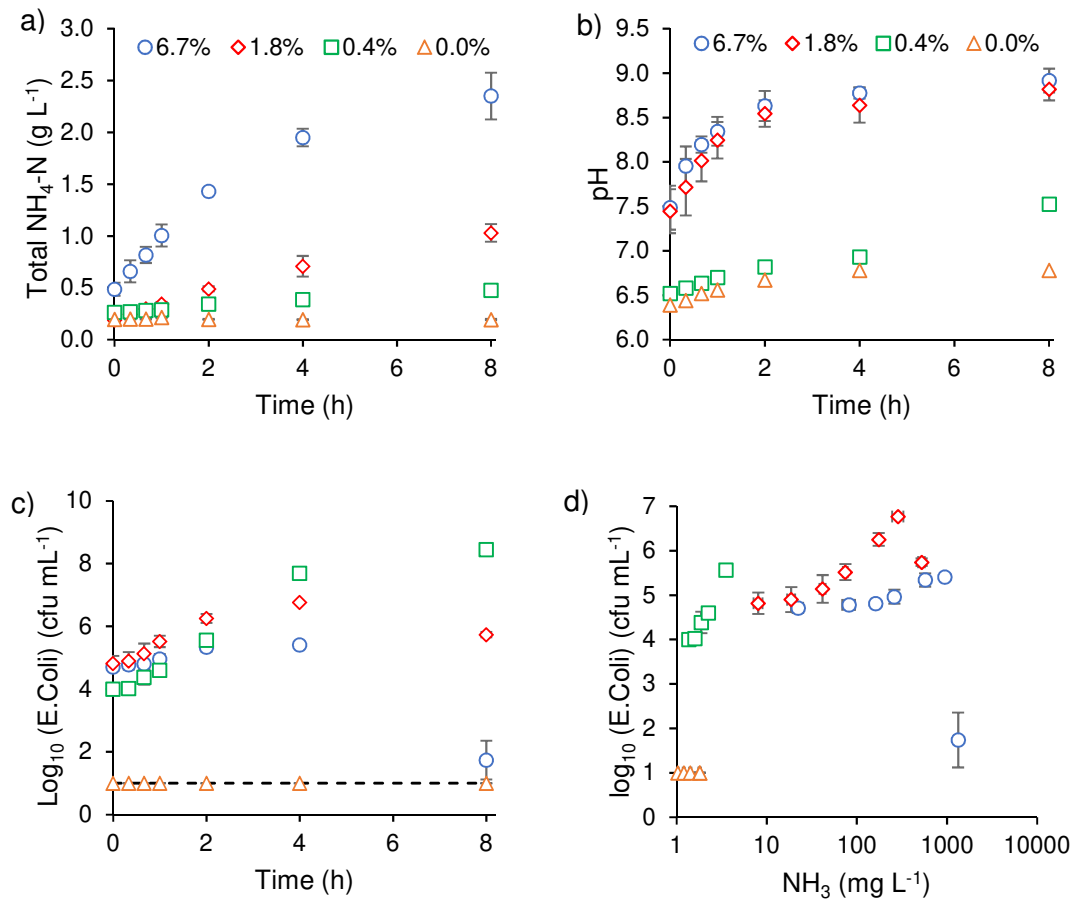 a)
6.7% 1.8% 0.4% 0.0%
Total NH₄-N (g L⁻¹)
3.0
2.5
2.0
1.5
1.0
0.5
0.0
0 2 4 6 8
Time (h)
b)
6.7% 1.8% 0.4% 0.0%
pH
9.5
9.0
8.5
8.0
7.5
7.0
6.5
6.0
0 2 4 6 8
Time (h)
c)
Log₁₀ (E.Coli) (cfu mL⁻¹)
10
8
6
4
2
0
0 2 4 6 8
Time (h)
d)
log₁₀ (E.Coli) (cfu mL⁻¹)
7
6
5
4
3
2
1
0
1 10 100 1000 10000
NH₃ (mg L⁻¹)